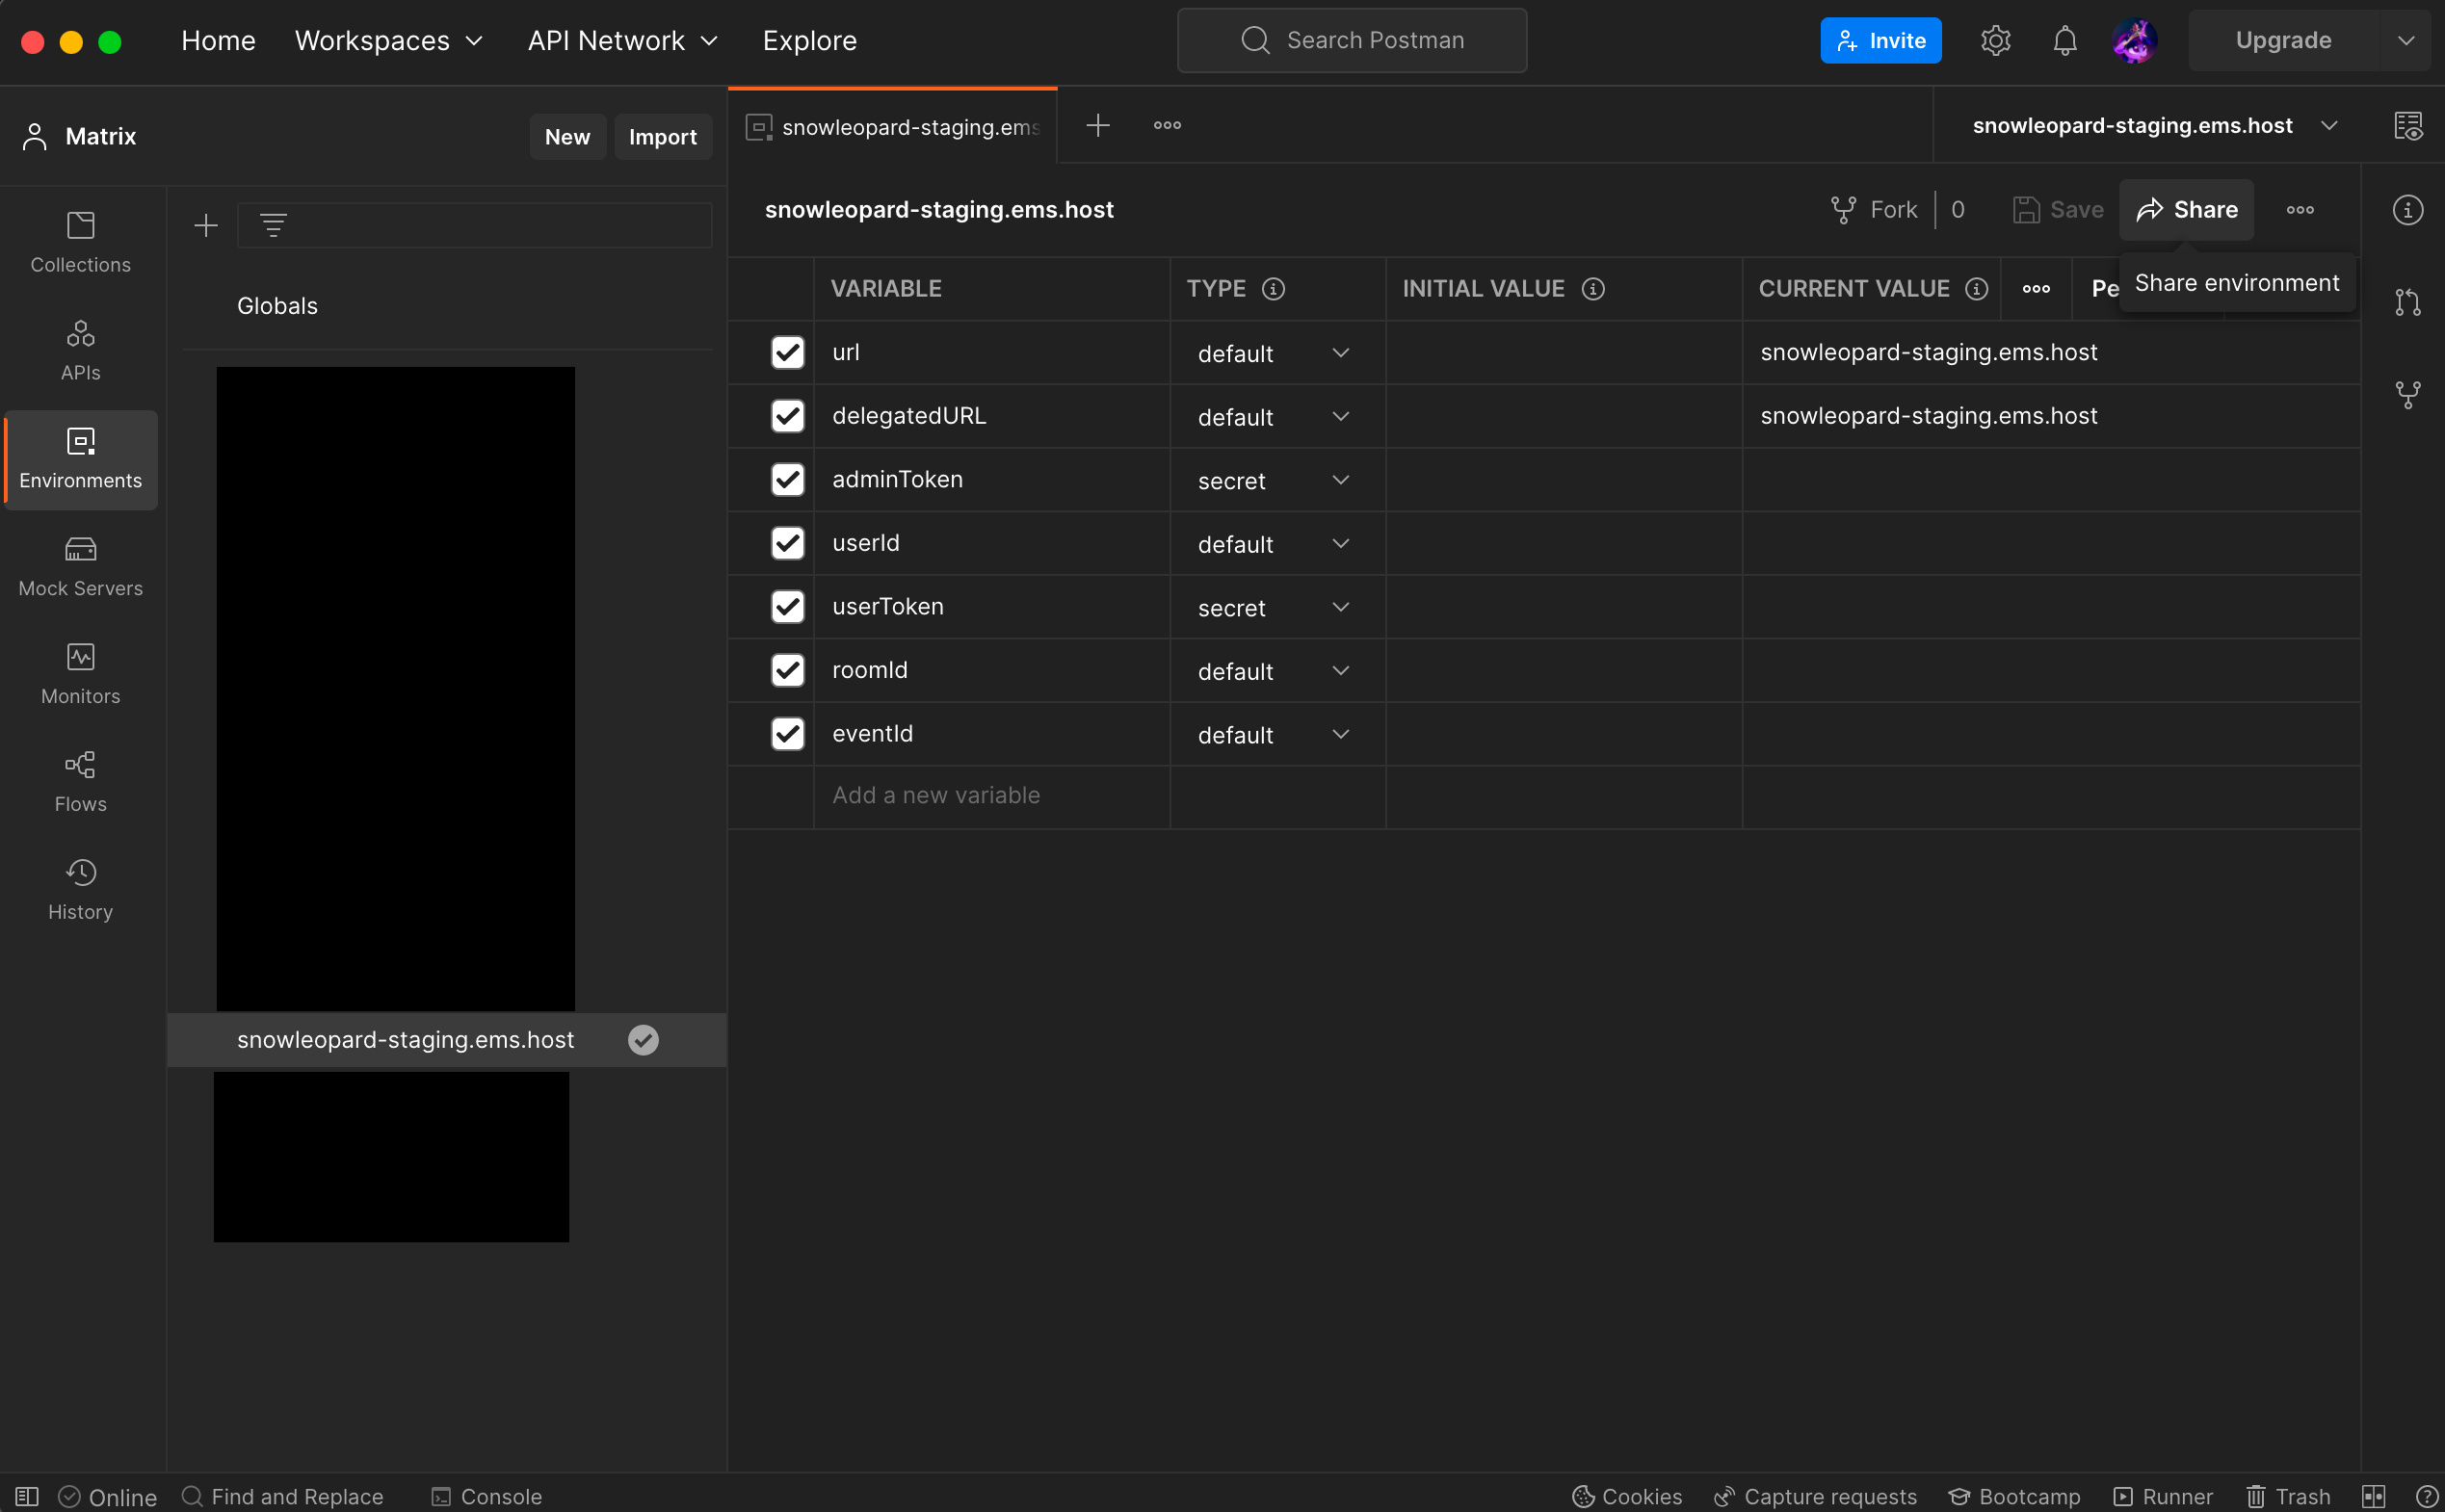 Home Workspaces API Network Explore Search Postman Invite Upgrade
Matrix New Import
snowleopard-staging.ems
snowleopard-staging.ems.host
snowleopard-staging.ems.host Fork 0 Save Share
Share environment
Collections
APIs
Environments
Mock Servers
Monitors
Flows
History
Globals
snowleopard-staging.ems.host
VARIABLE TYPE INITIAL VALUE CURRENT VALUE Pe
url default snowleopard-staging.ems.host
delegatedURL default snowleopard-staging.ems.host
adminToken secret
userId default
userToken secret
roomId default
eventId default
Add a new variable
Online Find and Replace Console Cookies Capture requests Bootcamp Runner Trash